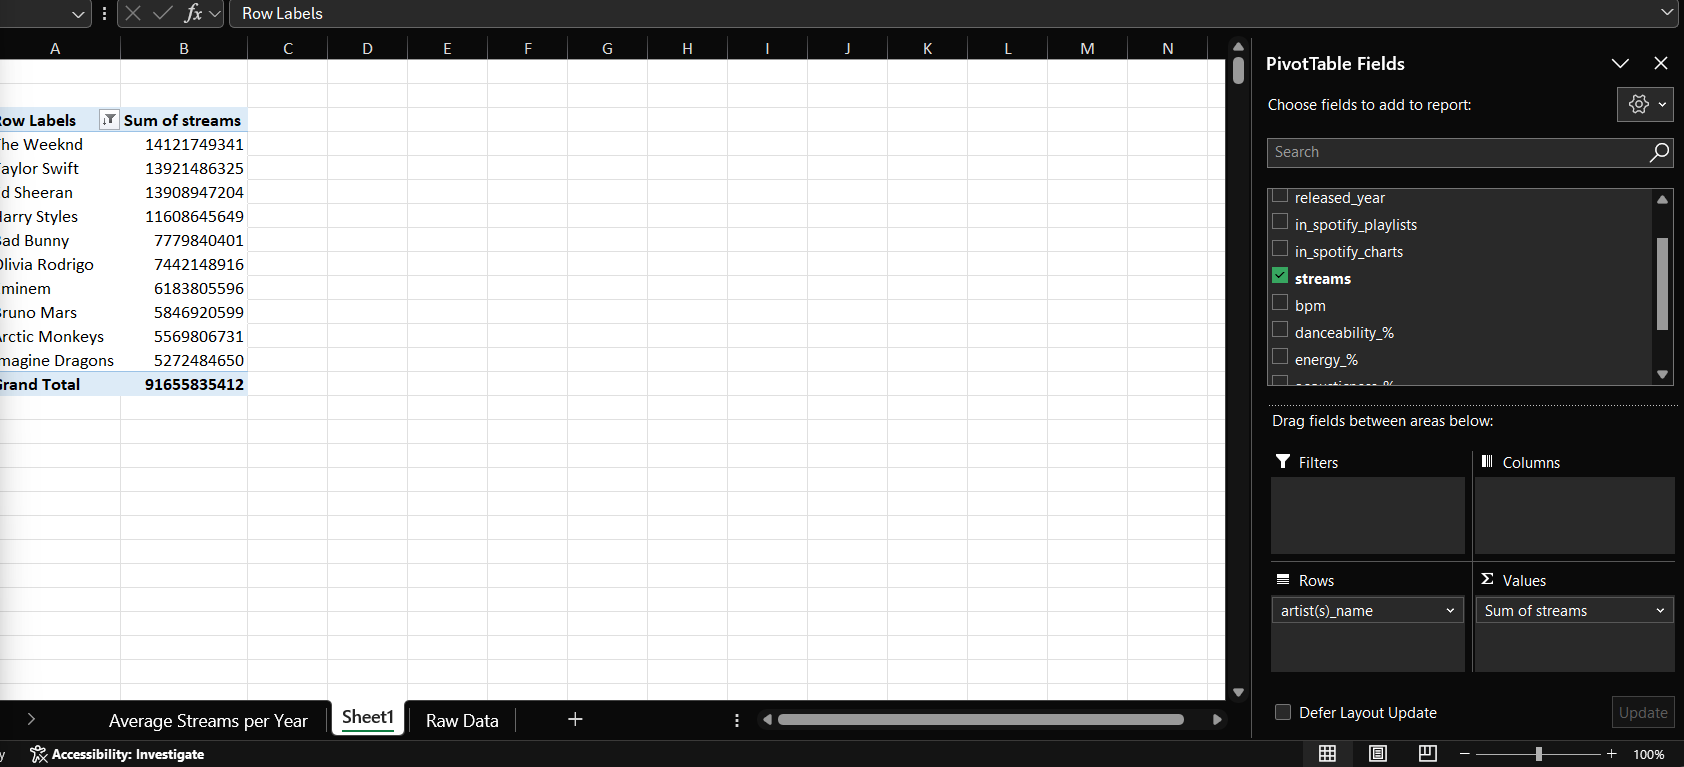 fx Row Labels
A B C D E F G H I J K L M N
ow Labels Sum of streams
he Weeknd 14121749341
aylor Swift 13921486325
d Sheeran 13908947204
arry Styles 11608645649
ad Bunny 7779840401
livia Rodrigo 7442148916
minem 6183805596
runo Mars 5846920599
rctic Monkeys 5569806731
magine Dragons 5272484650
Grand Total 91655835412
PivotTable Fields
Choose fields to add to report:
Search
released_year
in_spotify_playlists
in_spotify_charts
streams
bpm
danceability_%
energy_%
Drag fields between areas below:
Filters
Columns
Rows
Σ Values
artist(s)_name
Sum of streams
Defer Layout Update
Update
Average Streams per Year Sheet1 Raw Data +
y Accessibility: Investigate
100%